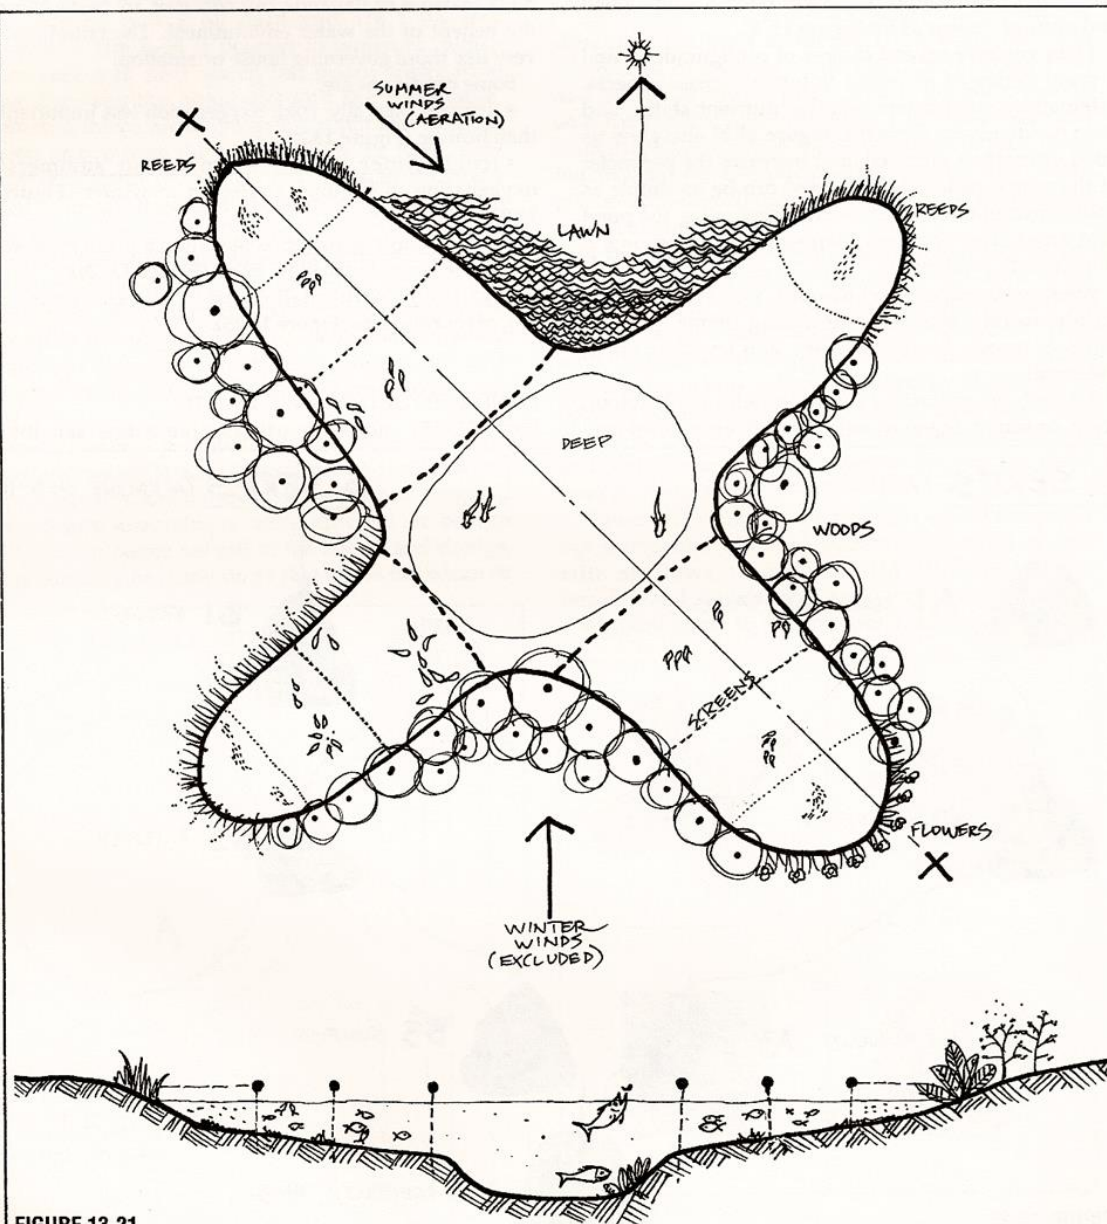 SUMMER
WINDS
(AERATION)
X
REEDS
REEDS
LAWN
DEEP
WOODS
SCREENS
FLOWERS
X
WINTER
WINDS
(EXCLUDED)
FIGURE 13.21